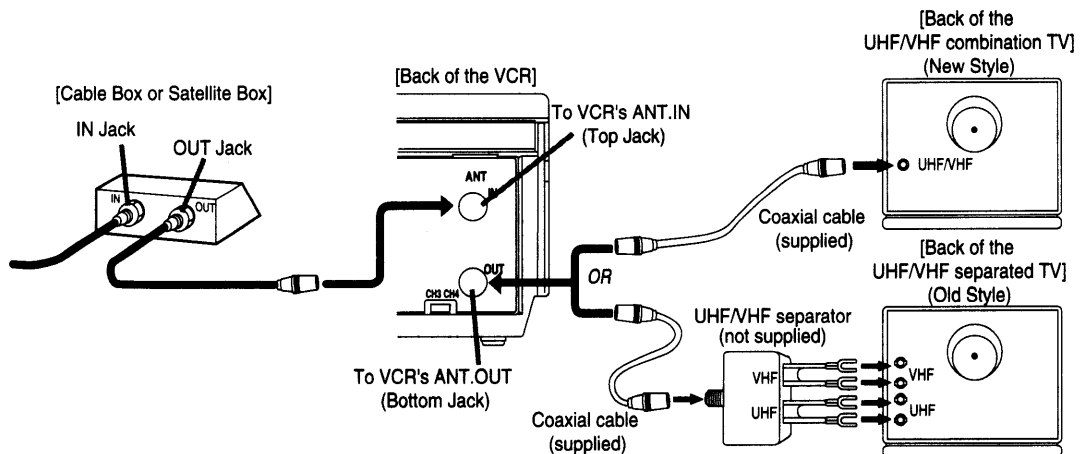 [Cable Box or Satellite Box]
IN Jack
OUT Jack
IN
OUT
[Back of the VCR]
To VCR's ANT.IN
(Top Jack)
ANT
IN
OUT
CH3 CH4
To VCR's ANT.OUT
(Bottom Jack)
OR
Coaxial cable
(supplied)
[Back of the
UHF/VHF combination TV]
(New Style)
UHF/VHF
Coaxial cable
(supplied)
UHF/VHF separator
(not supplied)
VHF
UHF
[Back of the
UHF/VHF separated TV]
(Old Style)
VHF
UHF